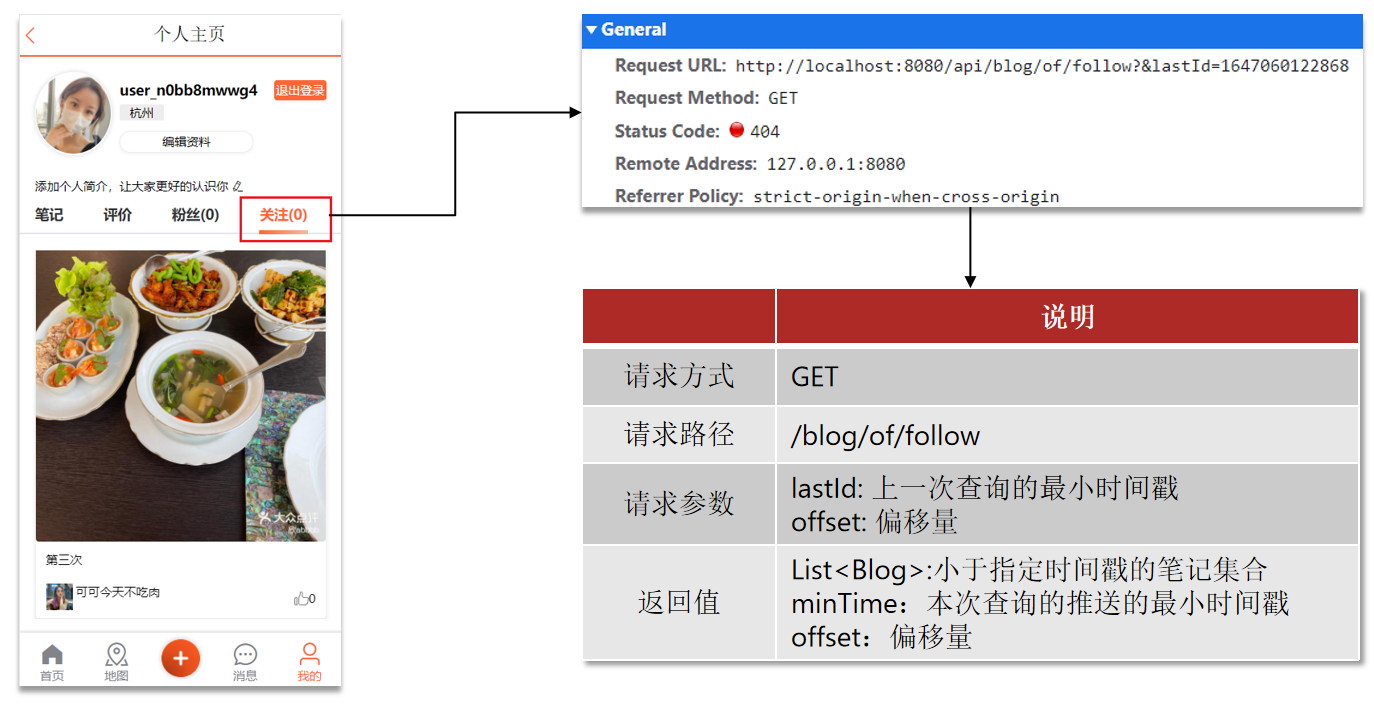 个人主页
user_n0bb8mwwg4
退出登录
杭州
编辑资料
添加个人简介，让大家更好的认识你
笔记 评价 粉丝(0) 关注(0)
大众点评
第三次
可可今天不吃肉
0
首页 地图 消息 我的
General
Request URL: http://localhost:8080/api/blog/of/follow?&lastId=1647060122868
Request Method: GET
Status Code: 404
Remote Address: 127.0.0.1:8080
Referrer Policy: strict-origin-when-cross-origin
说明
请求方式 GET
请求路径 /blog/of/follow
请求参数
lastId: 上一次查询的最小时间戳
offset: 偏移量
返回值
List<Blog>:小于指定时间戳的笔记集合
minTime：本次查询的推送的最小时间戳
offset：偏移量